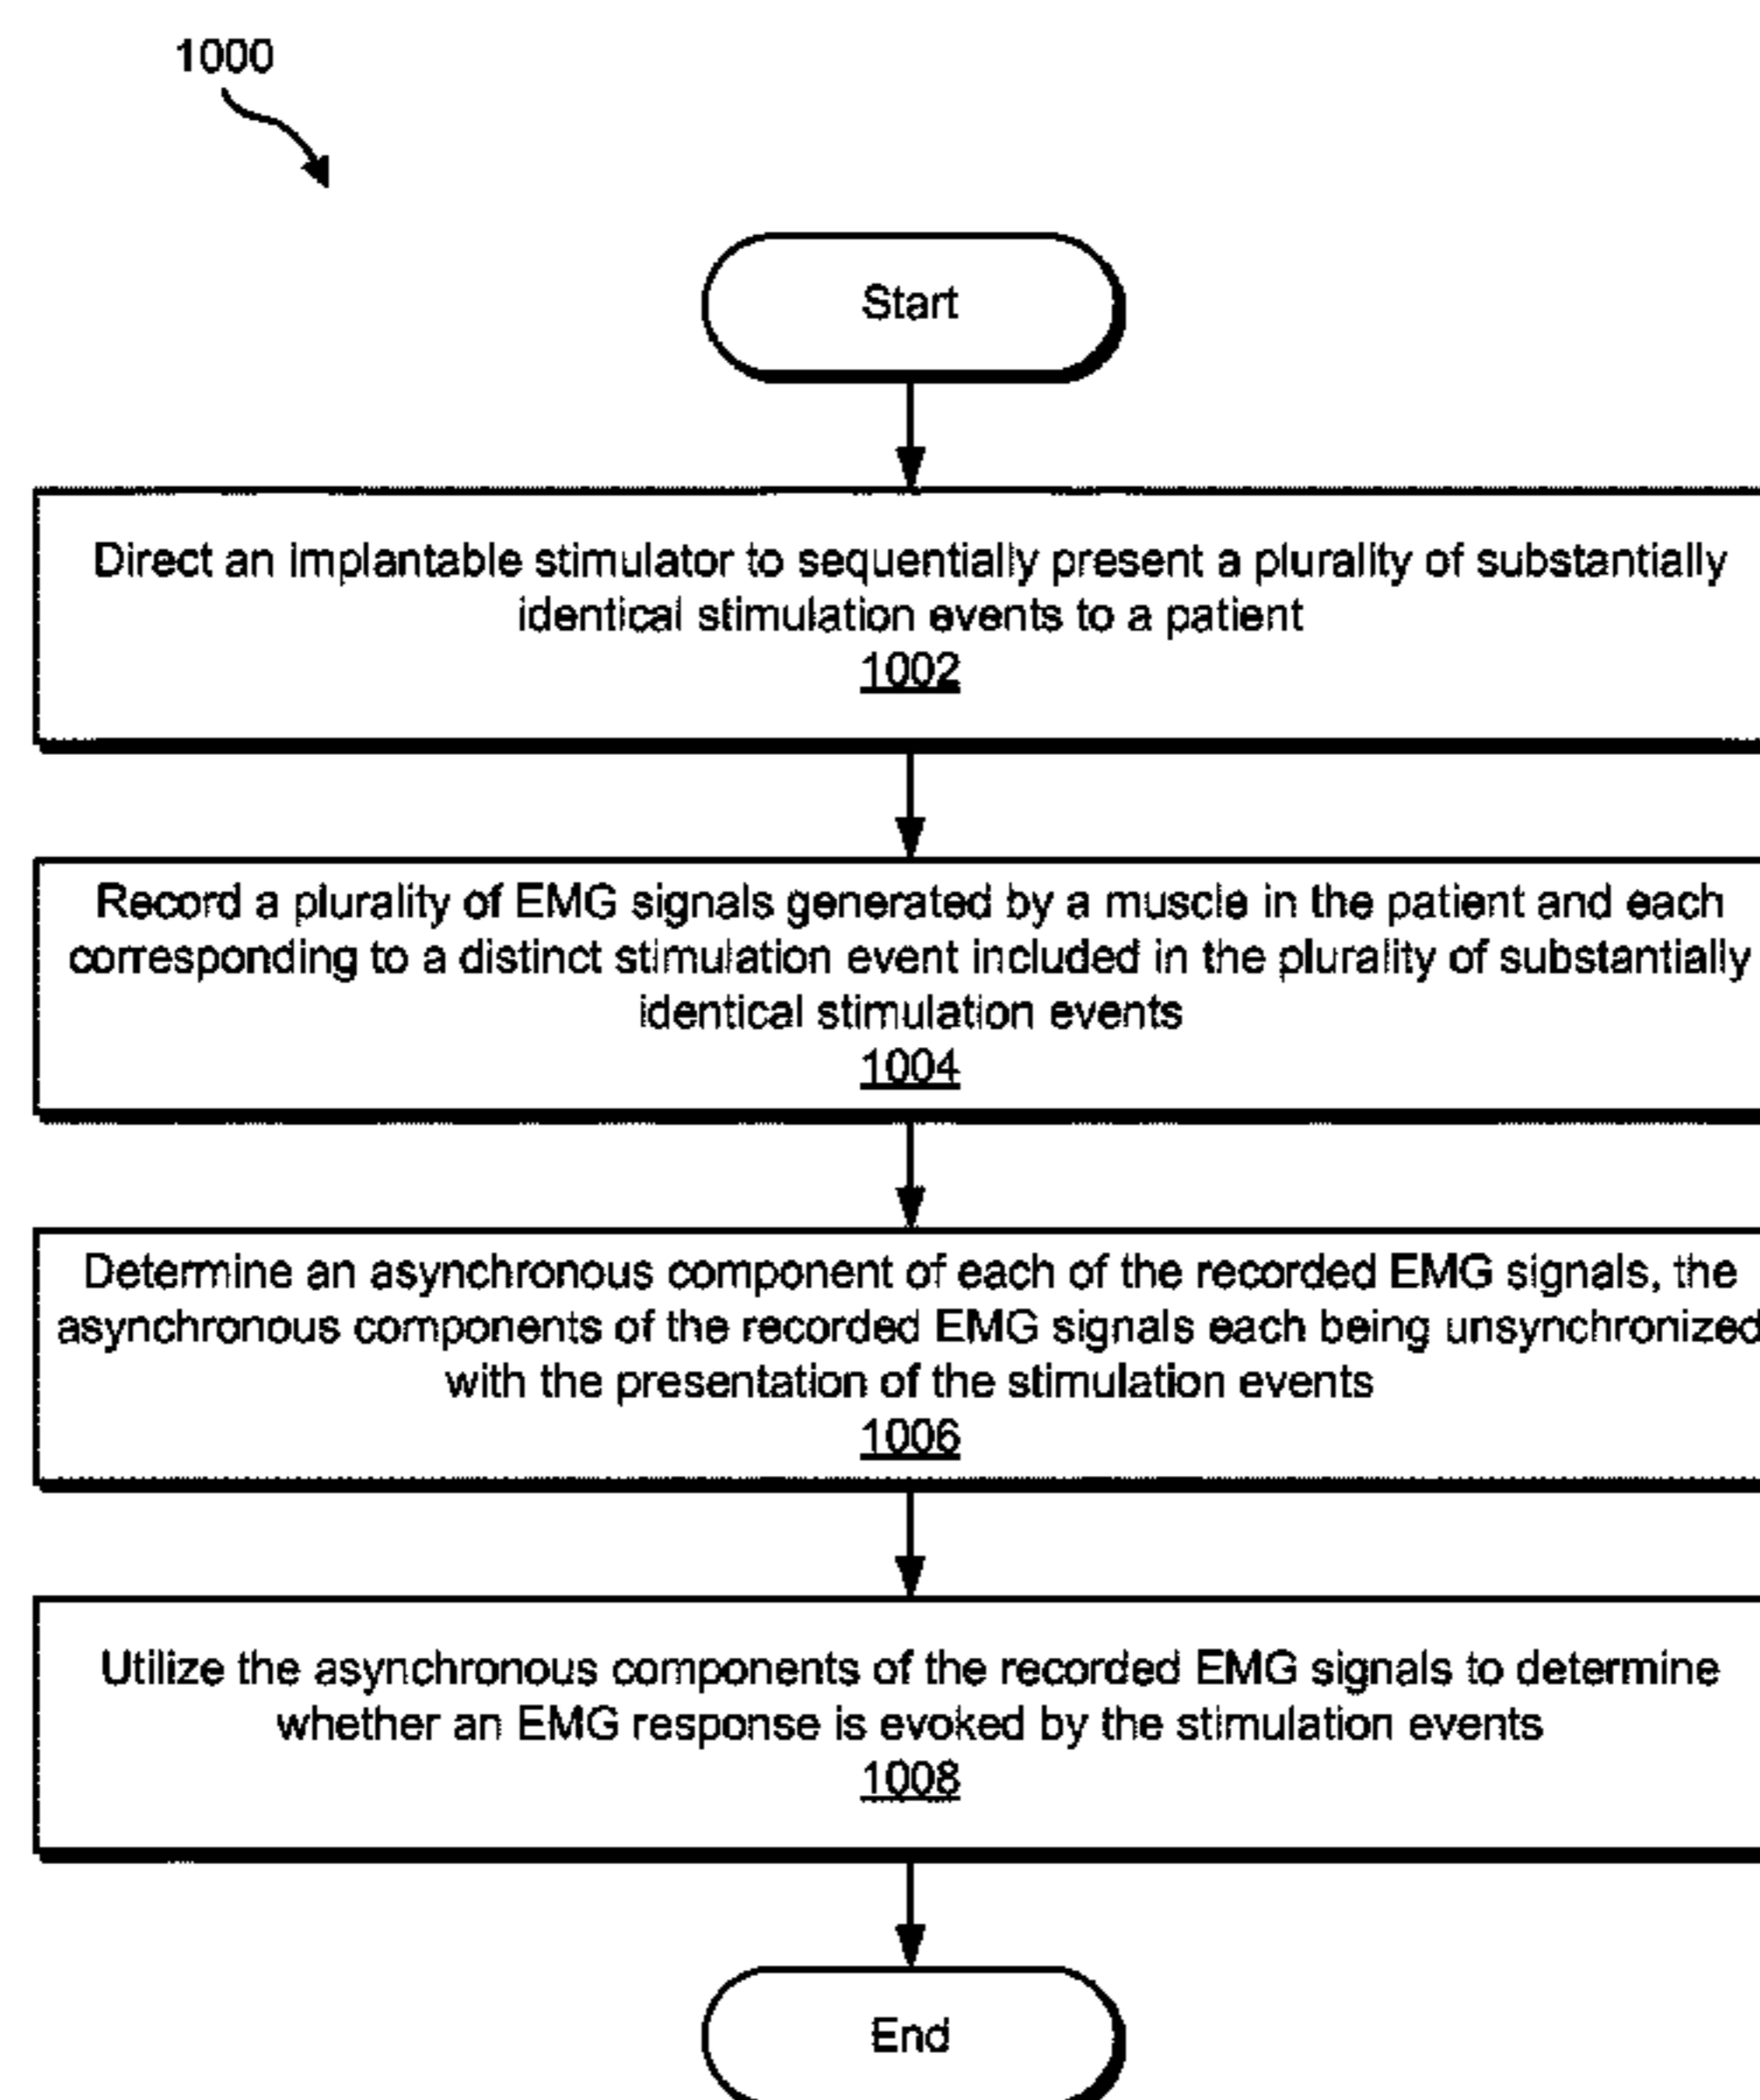 1000
Start
Direct an implantable stimulator to sequentially present a plurality of substantially
identical stimulation events to a patient
1002
Record a plurality of EMG signals generated by a muscle in the patient and each
corresponding to a distinct stimulation event included in the plurality of substantially
identical stimulation events
1004
Determine an asynchronous component of each of the recorded EMG signals, the
asynchronous components of the recorded EMG signals each being unsynchronized
with the presentation of the stimulation events
1006
Utilize the asynchronous components of the recorded EMG signals to determine
whether an EMG response is evoked by the stimulation events
1008
End